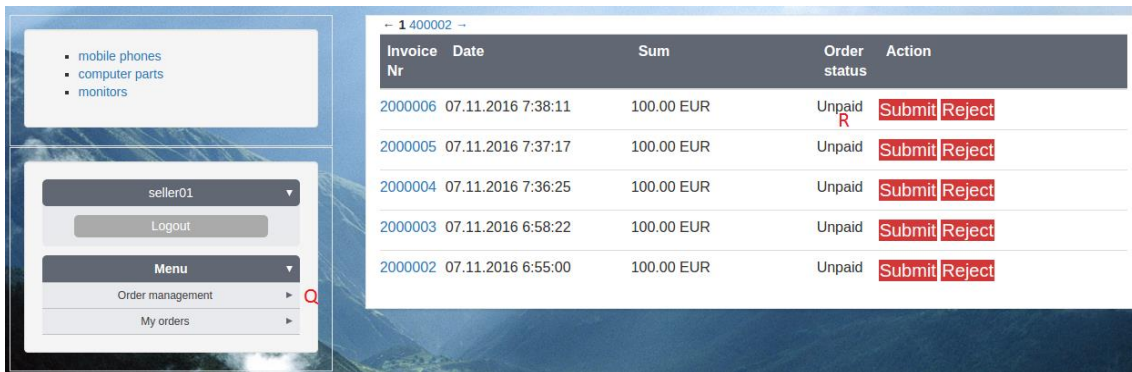 mobile phones
computer parts
monitors
seller01
Logout
Menu
Order management
Q
My orders
← 1 400002 →
Invoice Nr Date Sum Order status Action
2000006 07.11.2016 7:38:11 100.00 EUR Unpaid Submit Reject
R
2000005 07.11.2016 7:37:17 100.00 EUR Unpaid Submit Reject
2000004 07.11.2016 7:36:25 100.00 EUR Unpaid Submit Reject
2000003 07.11.2016 6:58:22 100.00 EUR Unpaid Submit Reject
2000002 07.11.2016 6:55:00 100.00 EUR Unpaid Submit Reject